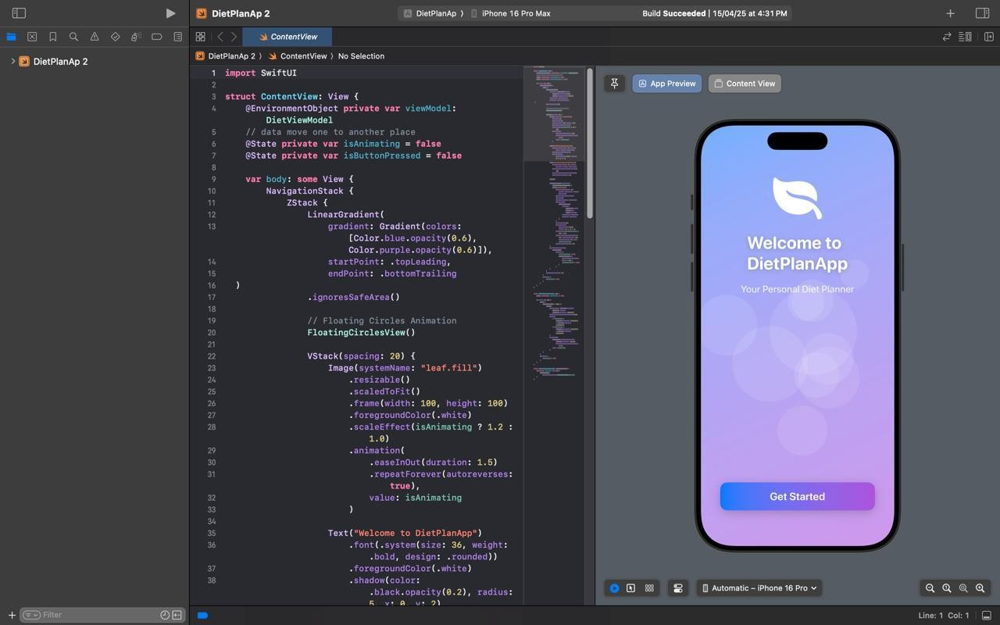 DietPlanAp 2
DietPlanAp 〉 iPhone 16 Pro Max
Build Succeeded | 15/04/25 at 4:31 PM
ContentView
DietPlanAp 2
DietPlanAp 2 〉 ContentView 〉 No Selection
1 import SwiftUI
2
3 struct ContentView: View {
4 @EnvironmentObject private var viewModel:
DietViewModel
5 // data move one to another place
6 @State private var isAnimating = false
7 @State private var isButtonPressed = false
8
9 var body: some View {
10 NavigationStack {
11 ZStack {
12 LinearGradient(
13 gradient: Gradient(colors:
[Color.blue.opacity(0.6),
Color.purple.opacity(0.6)]),
14 startPoint: .topLeading,
15 endPoint: .bottomTrailing
16 )
17 .ignoresSafeArea()
18
19 // Floating Circles Animation
20 FloatingCirclesView()
21
22 VStack(spacing: 20) {
23 Image(systemName: "leaf.fill")
24 .resizable()
25 .scaledToFit()
26 .frame(width: 100, height: 100)
27 .foregroundColor(.white)
28 .scaleEffect(isAnimating ? 1.2 :
1.0)
29 .animation(
30 .easeInOut(duration: 1.5)
31 .repeatForever(autoreverses:
true),
32 value: isAnimating
33 )
34
35 Text("Welcome to DietPlanApp")
36 .font(.system(size: 36, weight:
.bold, design: .rounded))
37 .foregroundColor(.white)
38 .shadow(color:
.black.opacity(0.2), radius:
5, x: 0, y: 2)
App Preview
Content View
Welcome to
DietPlanApp
Your Personal Diet Planner
Get Started
Automatic – iPhone 16 Pro
Filter
Line: 1 Col: 1